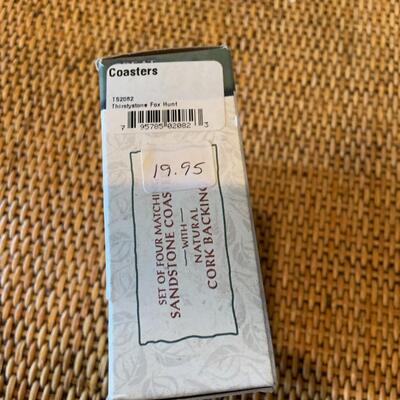 Coasters
TS2082
Thirstystone Fox Hunt
7 95785 02082 3
19.95
SET OF FOUR MATCHI
SANDSTONE COAS
— WITH —
NATURAL
CORK BACKING